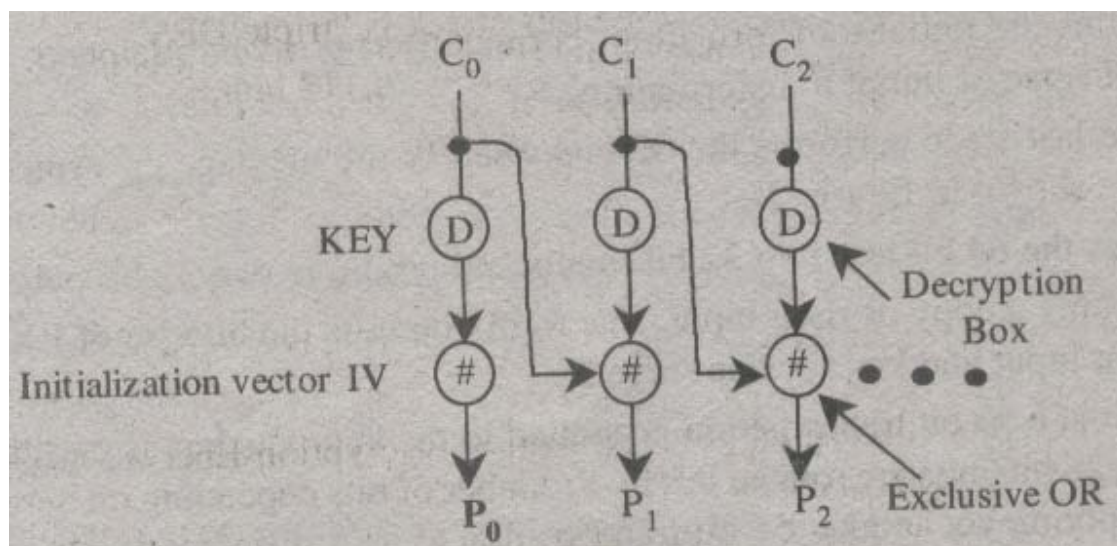 C₀ C₁ C₂
KEY D D D
Decryption
Box
Initialization vector IV # # #
P₀ P₁ P₂
Exclusive OR